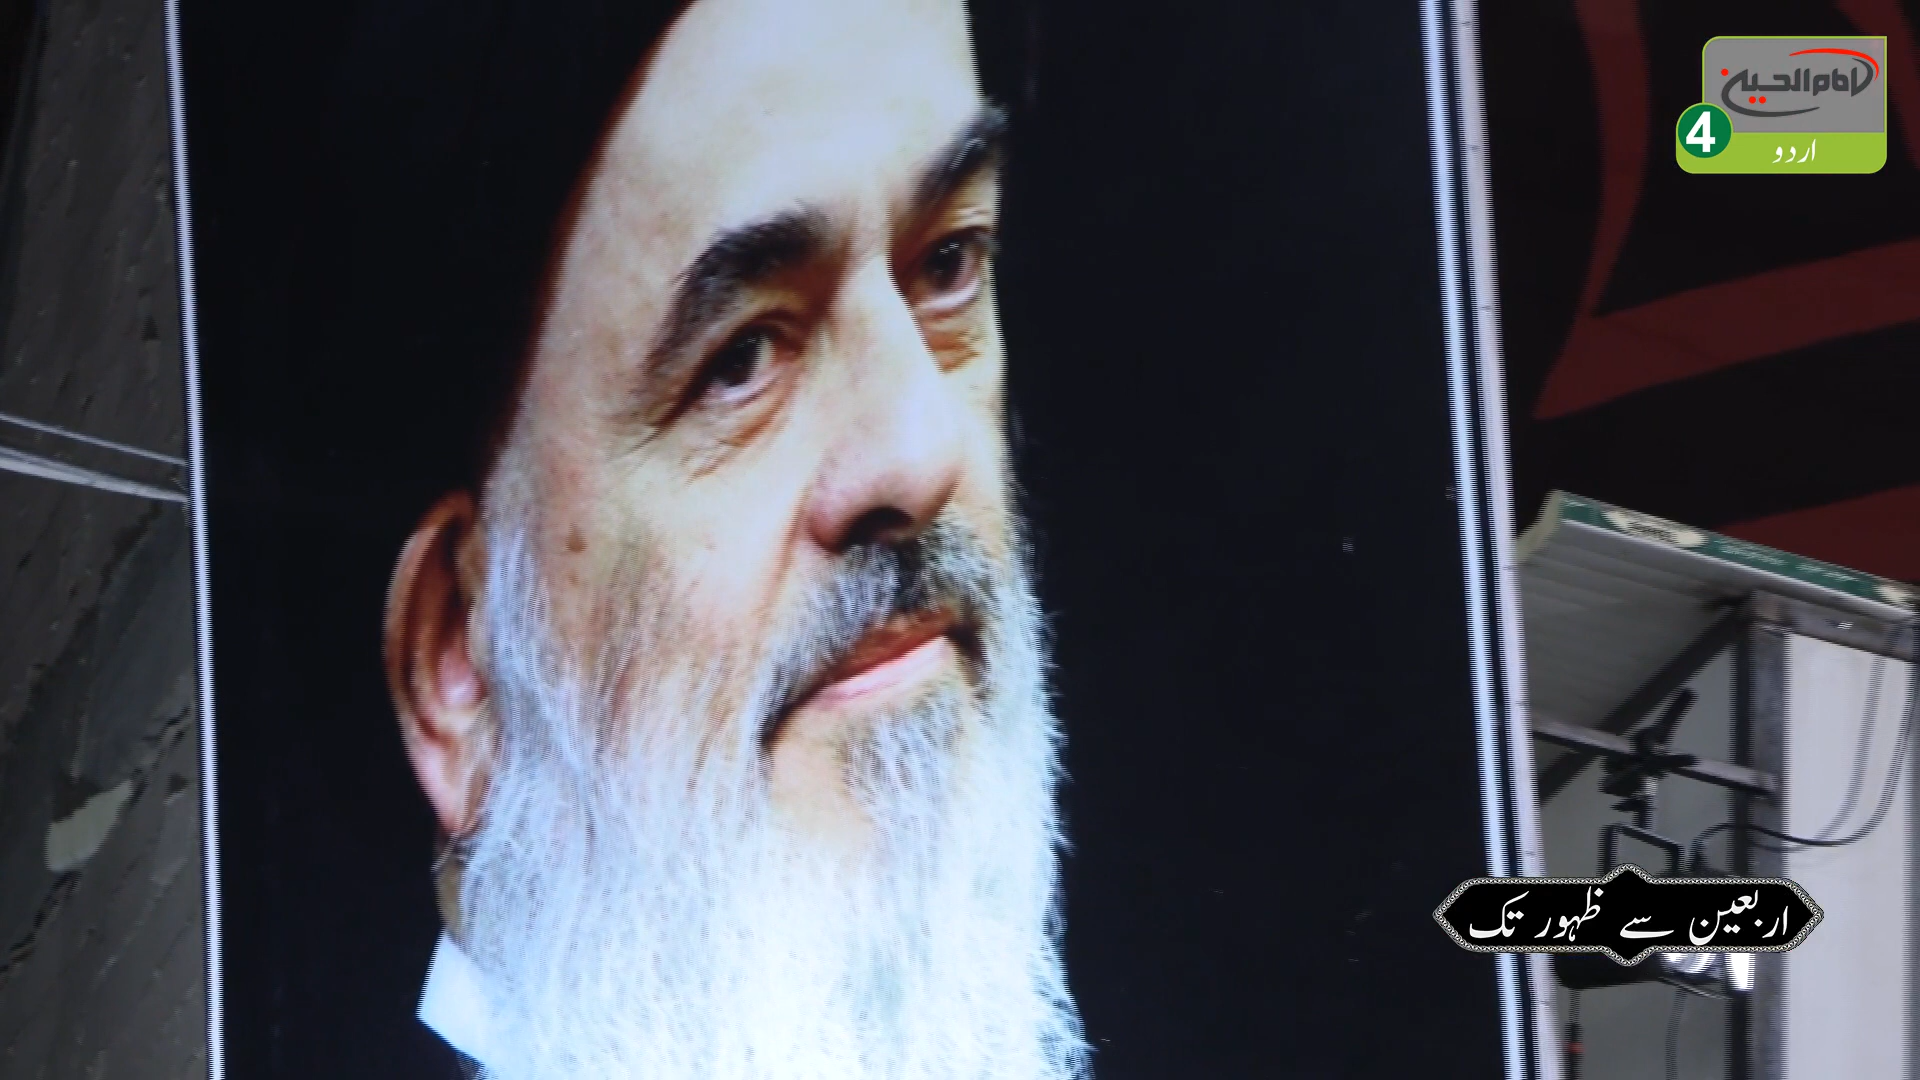 امام الحسین
4
اردو
اربعین سے ظہور تک